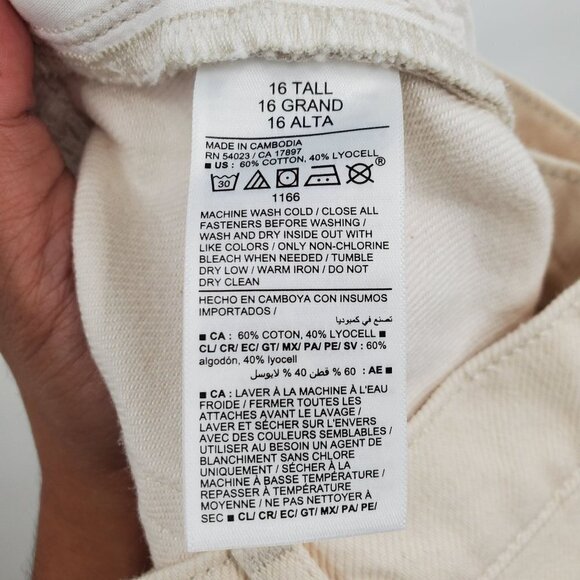 16 TALL
16 GRAND
16 ALTA
MADE IN CAMBODIA
RN 54023 / CA 17897
■ US : 60% COTTON, 40% LYOCELL
30
®
1166
MACHINE WASH COLD / CLOSE ALL
FASTENERS BEFORE WASHING /
WASH AND DRY INSIDE OUT WITH
LIKE COLORS / ONLY NON-CHLORINE
BLEACH WHEN NEEDED / TUMBLE
DRY LOW / WARM IRON / DO NOT
DRY CLEAN
HECHO EN CAMBOYA CON INSUMOS
IMPORTADOS /
تصنع في كمبوديا
■ CA : 60% COTON, 40% LYOCELL ■
CL/ CR/ EC/ GT/ MX/ PA/ PE/ SV : 60%
algodón, 40% lyocell
■ AE : 60 % قطن 40 % لايوسل
■ CA : LAVER À LA MACHINE À L'EAU
FROIDE / FERMER TOUTES LES
ATTACHES AVANT LE LAVAGE /
LAVER ET SÉCHER SUR L'ENVERS
AVEC DES COULEURS SEMBLABLES /
UTILISER AU BESOIN UN AGENT DE
BLANCHIMENT SANS CHLORE
UNIQUEMENT / SÉCHER À LA
MACHINE À BASSE TEMPÉRATURE /
REPASSER À TEMPÉRATURE
MOYENNE / NE PAS NETTOYER À
SEC ■ CL/ CR/ EC/ GT/ MX/ PA/ PE/